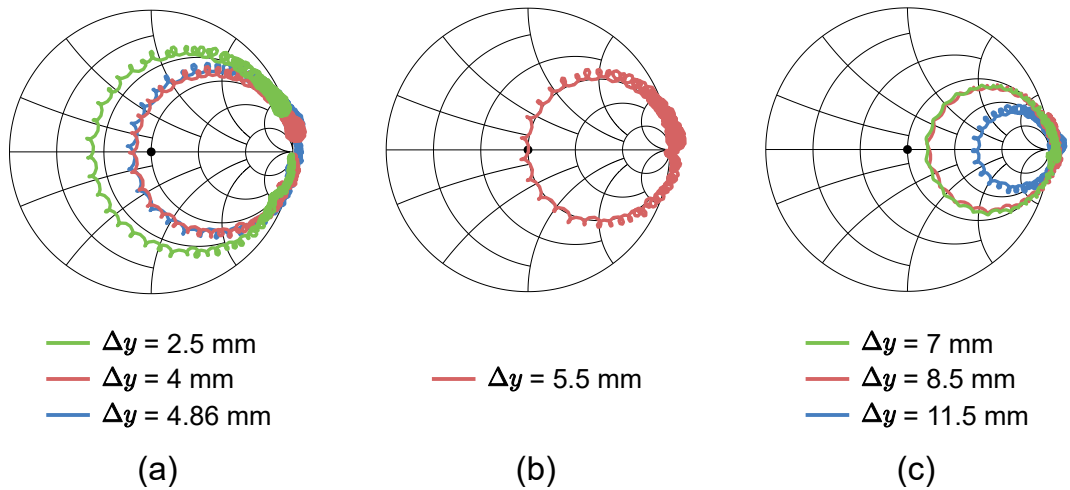 Δy = 2.5 mm
Δy = 4 mm
Δy = 4.86 mm
(a)
Δy = 5.5 mm
(b)
Δy = 7 mm
Δy = 8.5 mm
Δy = 11.5 mm
(c)